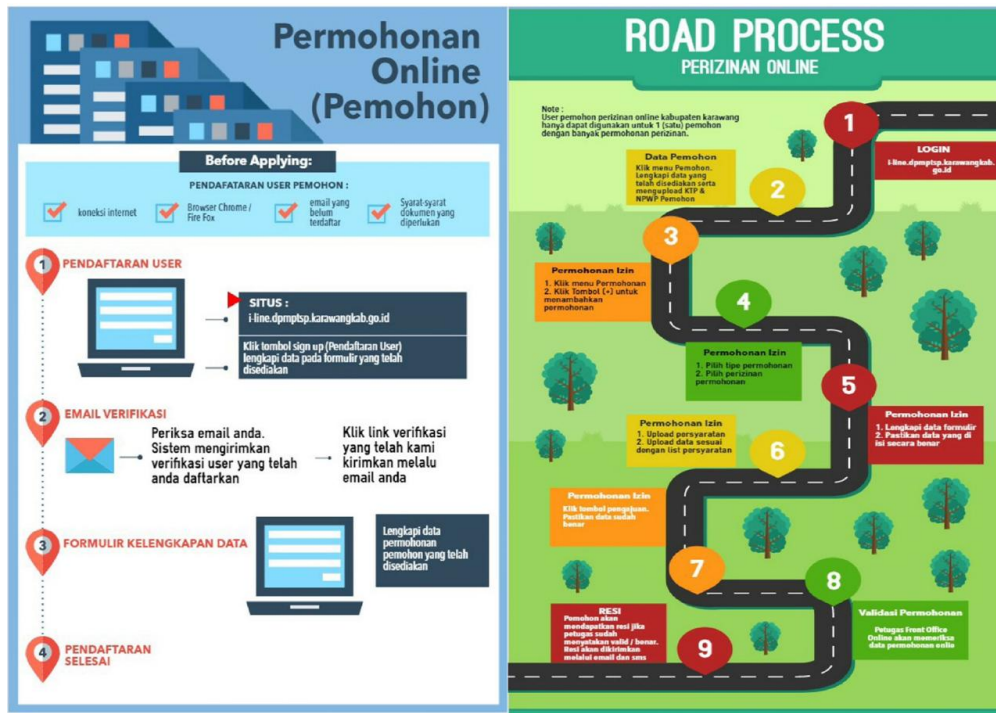 Permohonan
Online
(Pemohon)
Before Applying:
PENDAFATARAN USER PEMOHON :
koneksi internet
Browser Chrome /
Fire Fox
email yang
belum
terdaftar
Syarat-syarat
dokumen yang
diperlukan
1
PENDAFTARAN USER
SITUS :
i-line.dpmptsp.karawangkab.go.id
Klik tombol sign up (Pendaftaran User)
lengkapi data pada formulir yang telah
disediakan
2
EMAIL VERIFIKASI
Periksa email anda.
Sistem mengirimkan
verifikasi user yang telah
anda daftarkan
Klik link verifikasi
yang telah kami
kirimkan melalu
email anda
3
FORMULIR KELENGKAPAN DATA
Lengkapi data
permohonan
pemohon yang telah
disediakan
4
PENDAFTARAN
SELESAI
ROAD PROCESS
PERIZINAN ONLINE
Note :
User pemohon perizinan online kabupaten karawang
hanya dapat digunakan untuk 1 (satu) pemohon
dengan banyak permohonan perizinan.
1
LOGIN
i-line.dpmptsp.karawangkab.
go.id
Data Pemohon
Klik menu Pemohon.
Lengkapi data yang
telah disediakan serta
mengupload KTP &
NPWP Pemohon
2
3
Permohonan Izin
1. Klik menu Permohonan
2. Klik Tombol (+) untuk
menambahkan
permohonan
4
Permohonan Izin
1. Pilih tipe permohonan
2. Pilih perizinan
permohonan
5
Permohonan Izin
1. Lengkapi data formulir
2. Pastikan data yang di
isi secara benar
Permohonan Izin
1. Upload persyaratan
2. Upload data sesuai
dengan list persyaratan
6
Permohonan Izin
Klik tombol pengajuan.
Pastikan data sudah
benar
7
8
Validasi Permohonan
Petugas Front Office
Online akan memeriksa
data permohonan onlie
RESI
Pemohon akan
mendapatkan resi jika
petugas sudah
menyatakan valid / benar.
Resi akan dikirimkan
melalui email dan sms
9